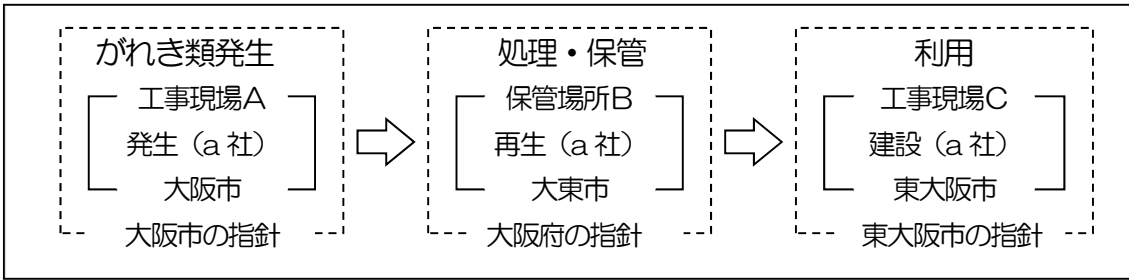 がれき類発生
工事現場A
発生（a 社）
大阪市
大阪市の指針
処理・保管
保管場所B
再生（a 社）
大東市
大阪府の指針
利用
工事現場C
建設（a 社）
東大阪市
東大阪市の指針